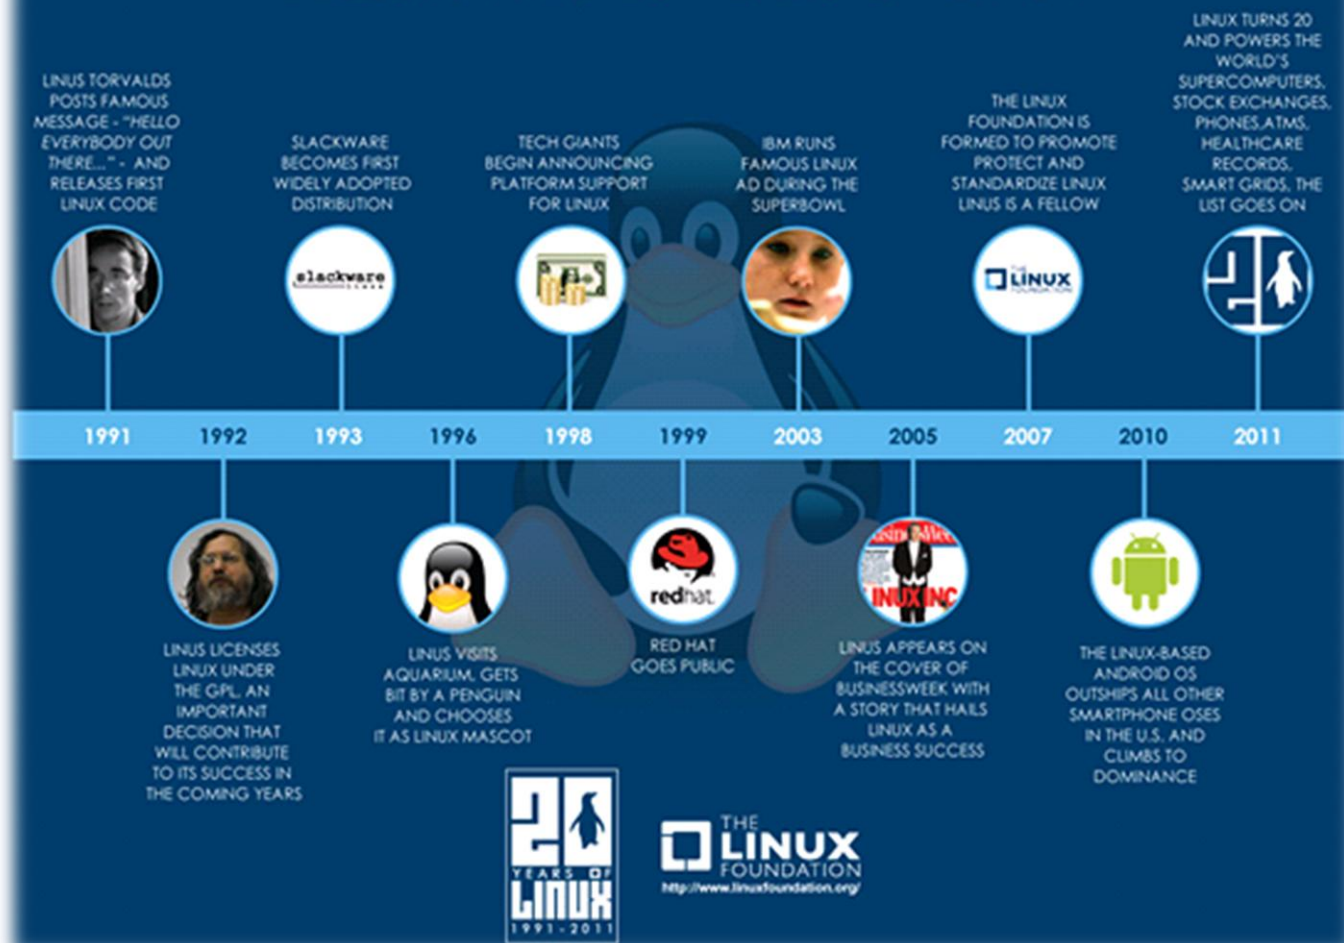 LINUS TORVALDS
POSTS FAMOUS
MESSAGE - "HELLO
EVERYBODY OUT
THERE..." - AND
RELEASES FIRST
LINUX CODE
SLACKWARE
BECOMES FIRST
WIDELY ADOPTED
DISTRIBUTION
TECH GIANTS
BEGIN ANNOUNCING
PLATFORM SUPPORT
FOR LINUX
IBM RUNS
FAMOUS LINUX
AD DURING THE
SUPERBOWL
THE LINUX
FOUNDATION IS
FORMED TO PROMOTE
PROTECT AND
STANDARDIZE LINUX
LINUS IS A FELLOW
LINUX TURNS 20
AND POWERS THE
WORLD'S
SUPERCOMPUTERS,
STOCK EXCHANGES,
PHONES,ATMS,
HEALTHCARE
RECORDS,
SMART GRIDS, THE
LIST GOES ON
slackware
linux
THE
LINUX
FOUNDATION
1991 1992 1993 1996 1998 1999 2003 2005 2007 2010 2011
redhat.
INUX INC
LINUS LICENSES
LINUX UNDER
THE GPL, AN
IMPORTANT
DECISION THAT
WILL CONTRIBUTE
TO ITS SUCCESS IN
THE COMING YEARS
LINUS VISITS
AQUARIUM, GETS
BIT BY A PENGUIN
AND CHOOSES
IT AS LINUX MASCOT
RED HAT
GOES PUBLIC
LINUS APPEARS ON
THE COVER OF
BUSINESSWEEK WITH
A STORY THAT HAILS
LINUX AS A
BUSINESS SUCCESS
THE LINUX-BASED
ANDROID OS
OUTSHIPS ALL OTHER
SMARTPHONE OSES
IN THE U.S. AND
CLIMBS TO
DOMINANCE
20
YEARS OF
LINUX
1991-2011
THE
LINUX
FOUNDATION
http://www.linuxfoundation.org/